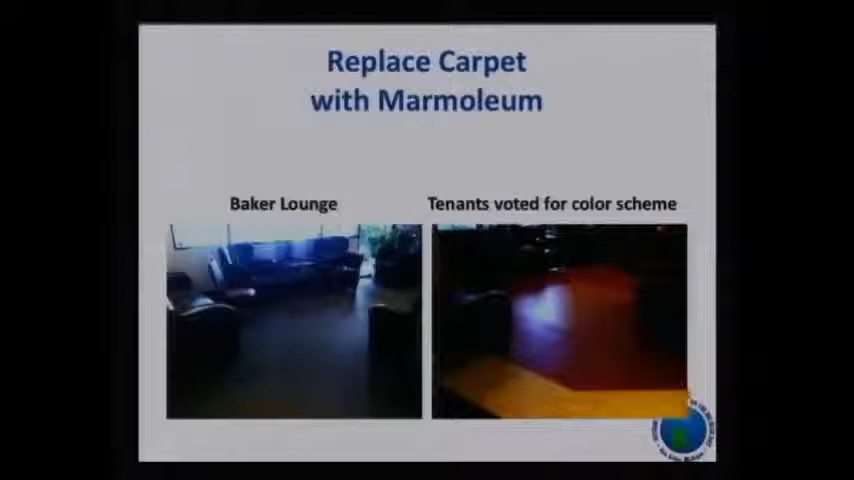 Replace Carpet
with Marmoleum
Baker Lounge
Tenants voted for color scheme